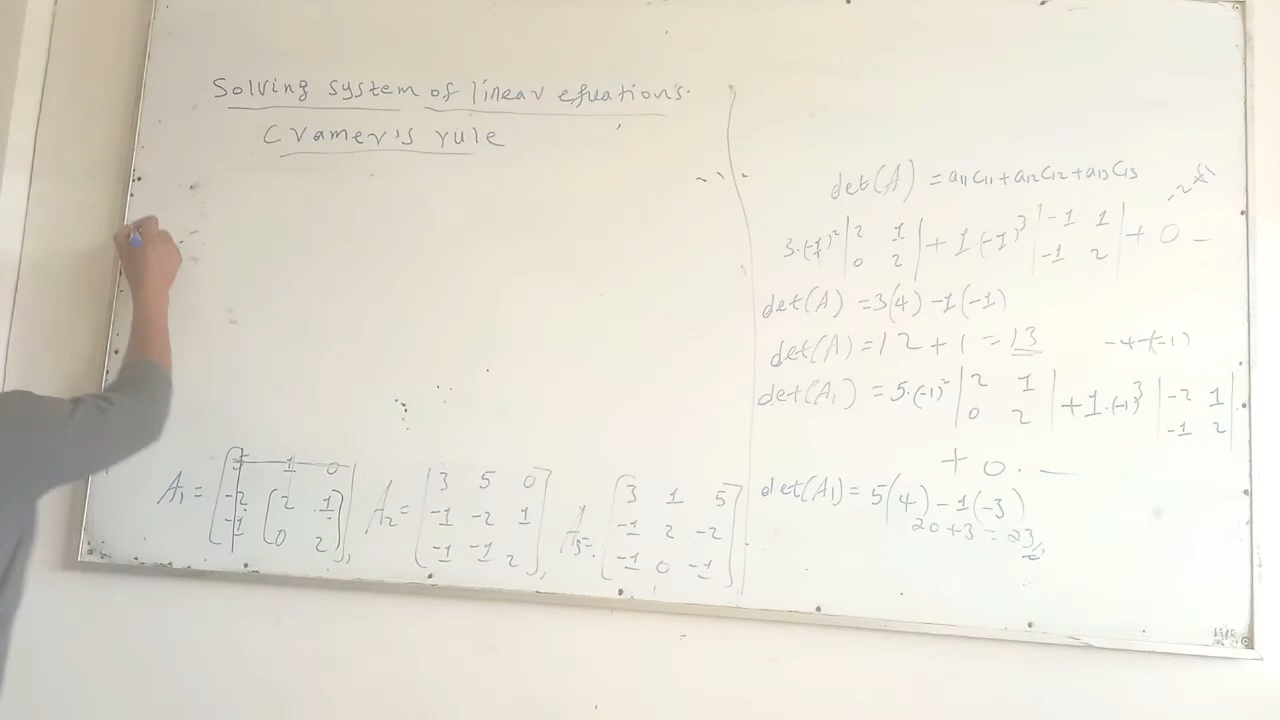 Solving system of linear equations.
Cramer's rule
A₁ = [5 1 0
-2 2 1
-1 0 2],
A₂ = [3 5 0
-1 -2 1
-1 -1 2],
A₃ = [3 1 5
-1 2 -2
-1 0 -1].
det(A) = a₁₁c₁₁ + a₁₂c₁₂ + a₁₃c₁₃
3·(-1)² |2 1; 0 2| + 1(-1)³ |-1 1; -1 2| + 0
det(A) = 3(4) - 1(-1)
det(A) = 12 + 1 = 13
-4-(-1)
det(A₁) = 5·(-1)² |2 1; 0 2| + 1·(-1)³ |-2 1; -1 2|
+ 0.
det(A₁) = 5(4) - 1(-3)
20 + 3 = 23